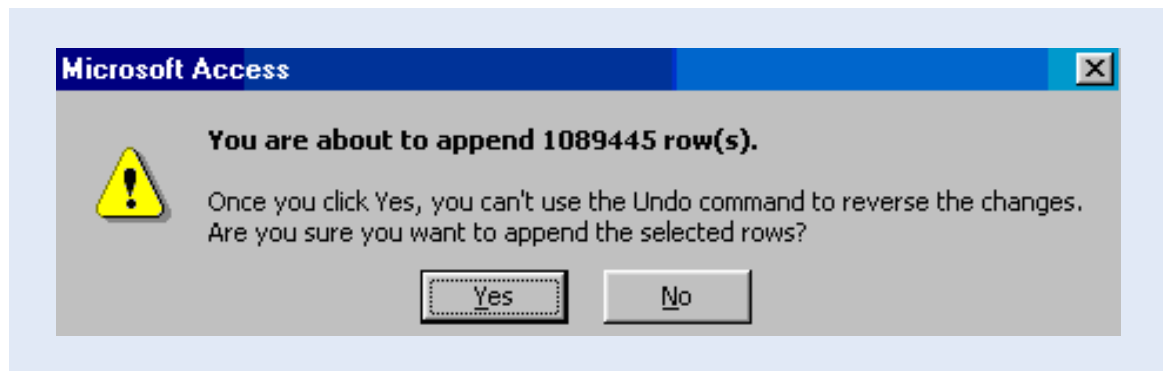 Microsoft Access
You are about to append 1089445 row(s).
Once you click Yes, you can't use the Undo command to reverse the changes.
Are you sure you want to append the selected rows?
Yes No